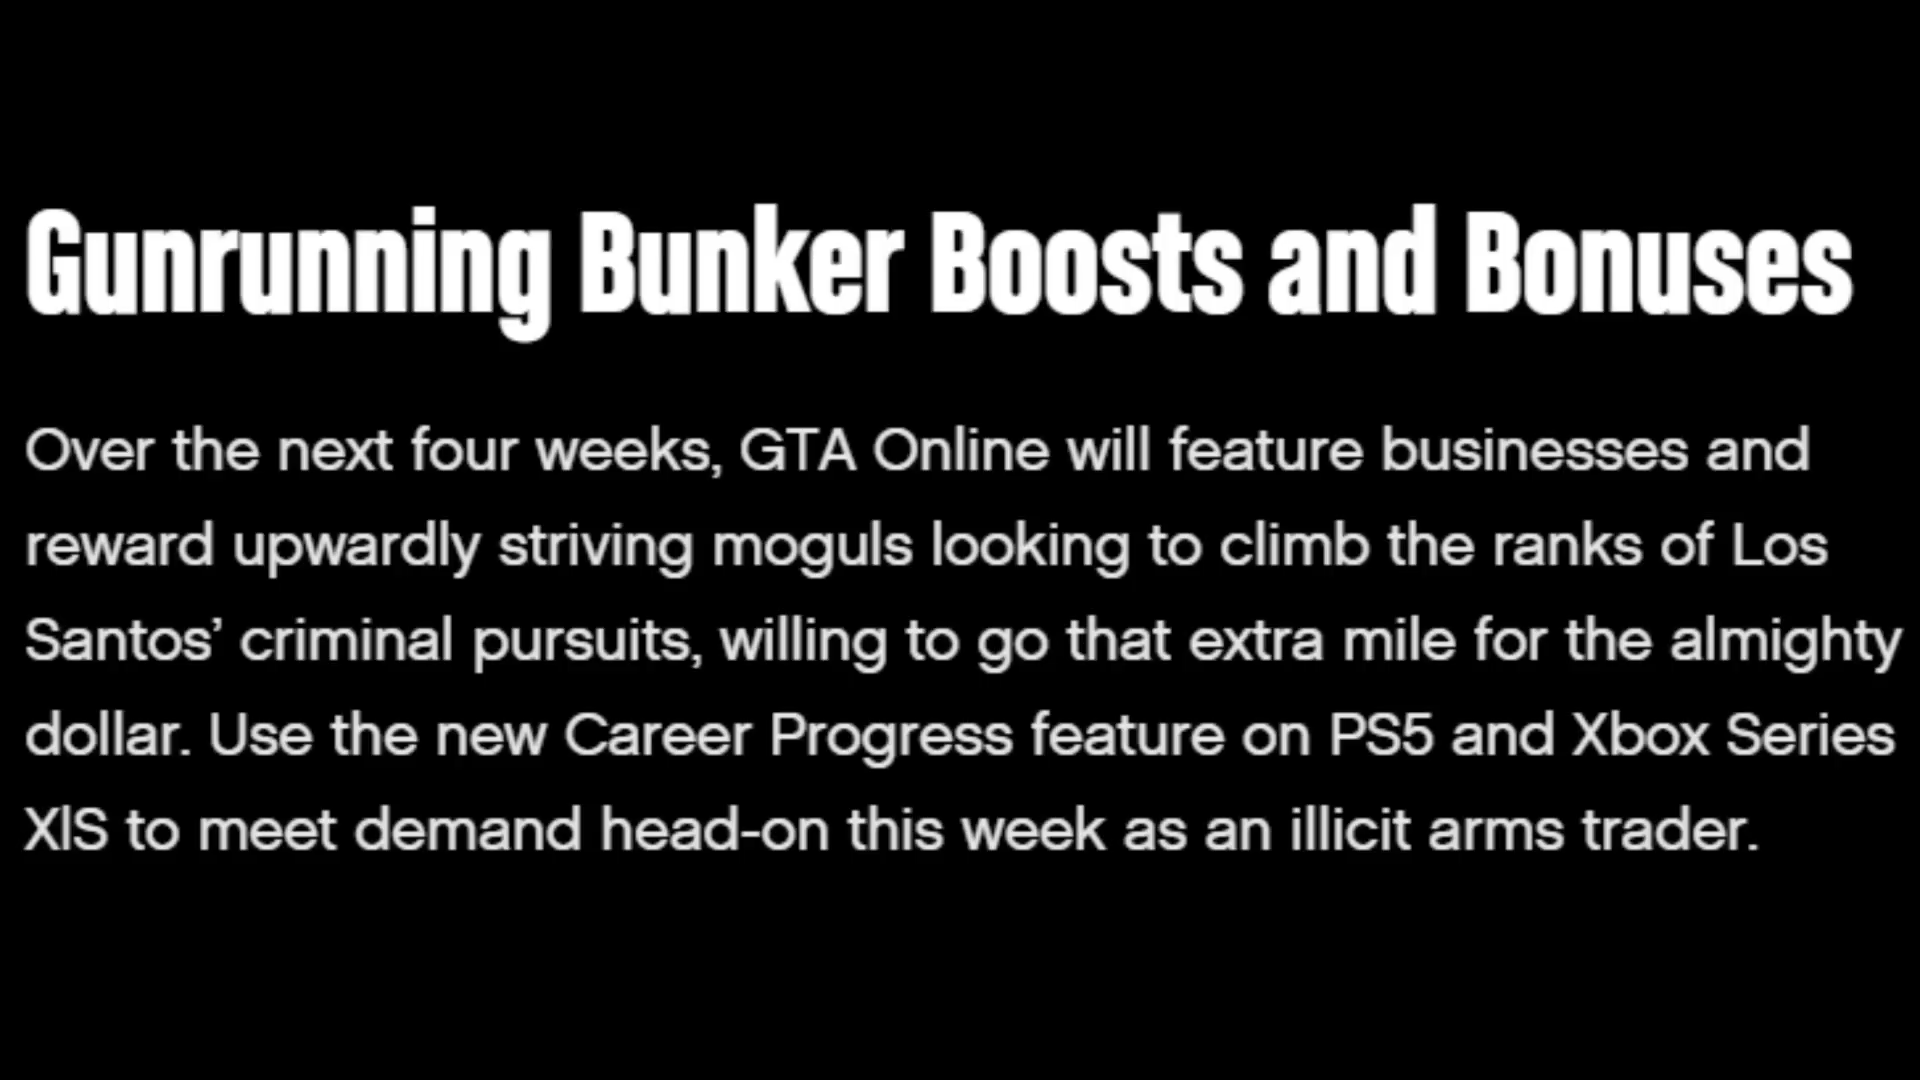 Gunrunning Bunker Boosts and Bonuses
Over the next four weeks, GTA Online will feature businesses and
reward upwardly striving moguls looking to climb the ranks of Los
Santos’ criminal pursuits, willing to go that extra mile for the almighty
dollar. Use the new Career Progress feature on PS5 and Xbox Series
X|S to meet demand head-on this week as an illicit arms trader.